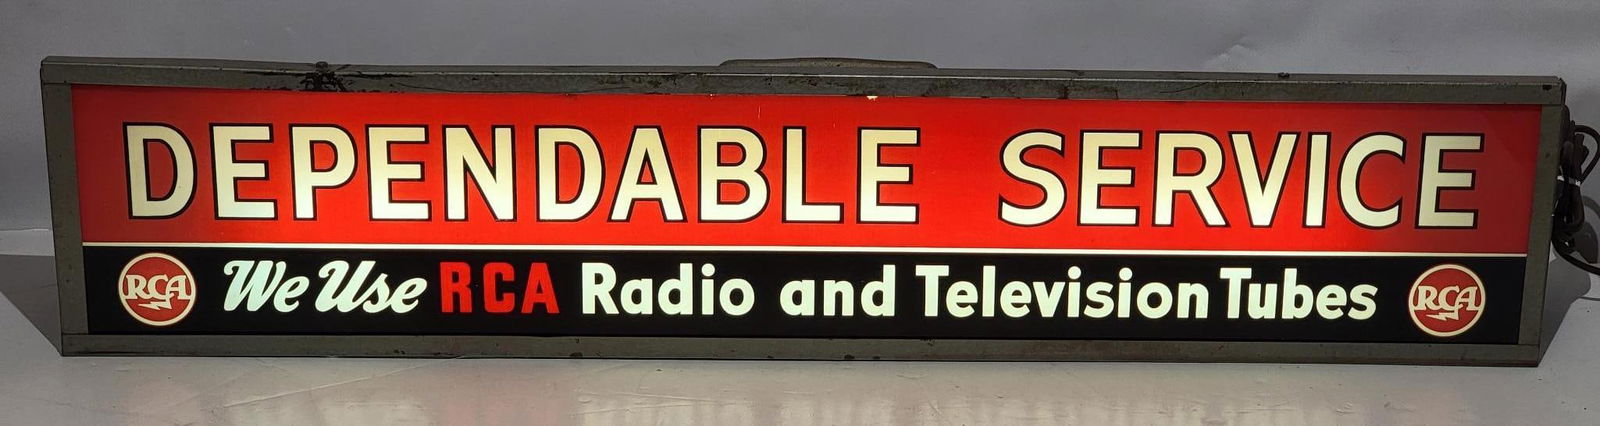 DEPENDABLE SERVICE
RCA We Use RCA Radio and Television Tubes RCA